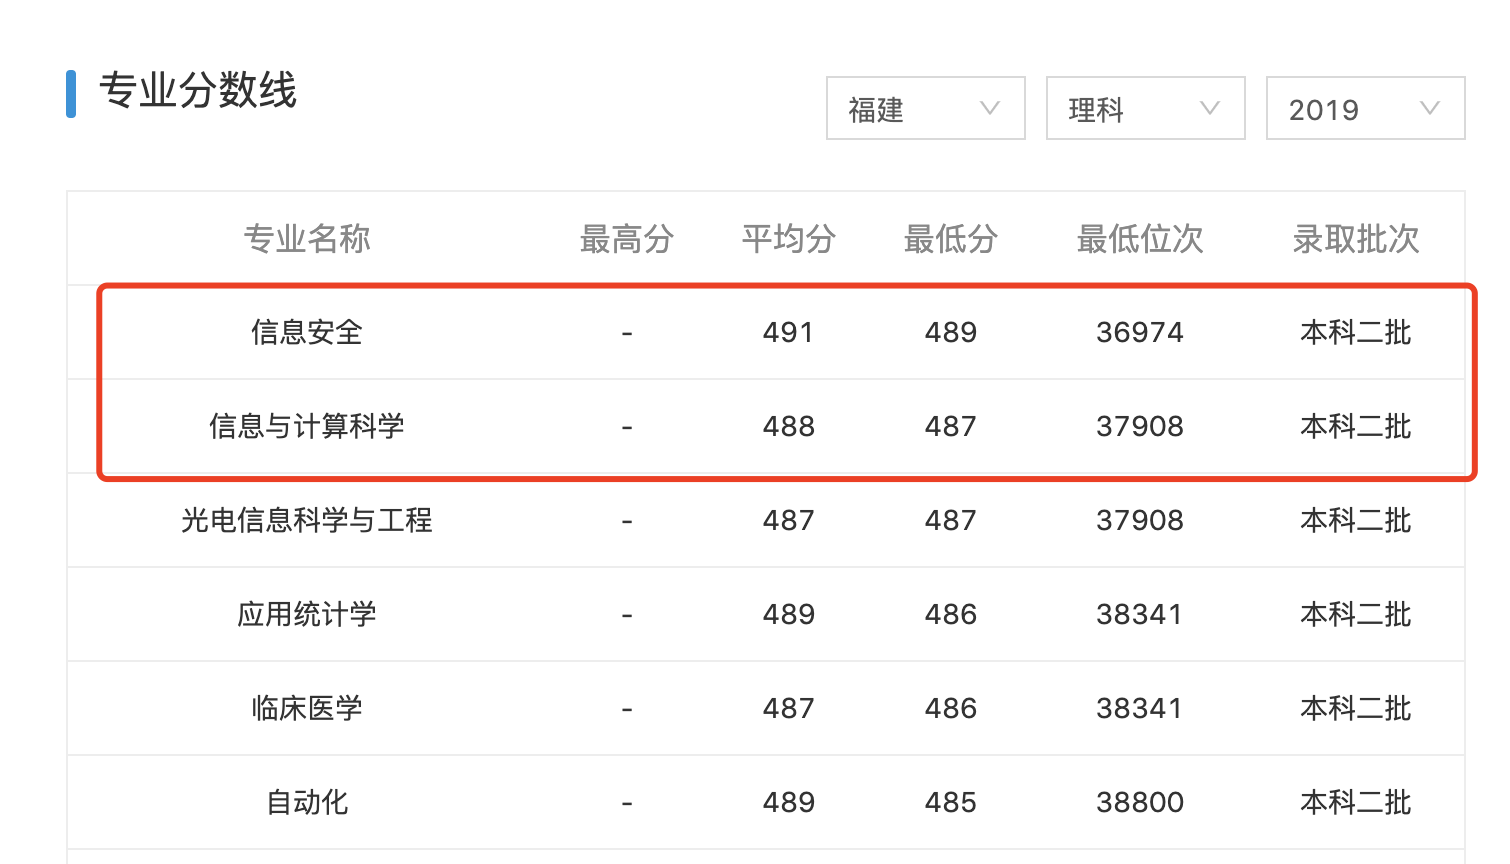 专业分数线
福建 理科 2019
专业名称 最高分 平均分 最低分 最低位次 录取批次
信息安全 - 491 489 36974 本科二批
信息与计算科学 - 488 487 37908 本科二批
光电信息科学与工程 - 487 487 37908 本科二批
应用统计学 - 489 486 38341 本科二批
临床医学 - 487 486 38341 本科二批
自动化 - 489 485 38800 本科二批